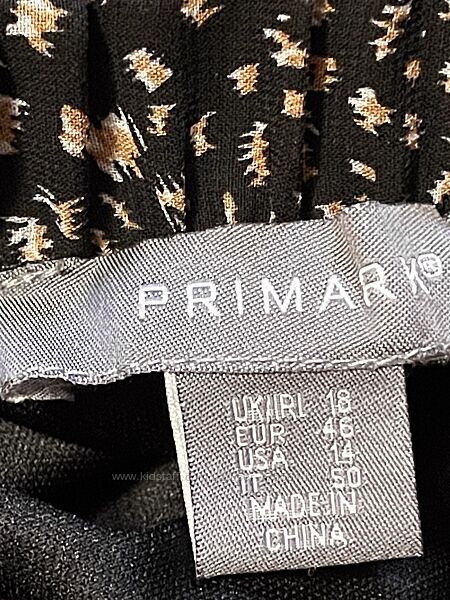 PRIMARK®
UK/IRL 18
EUR 46
USA 14
IT 50
MADE IN
CHINA